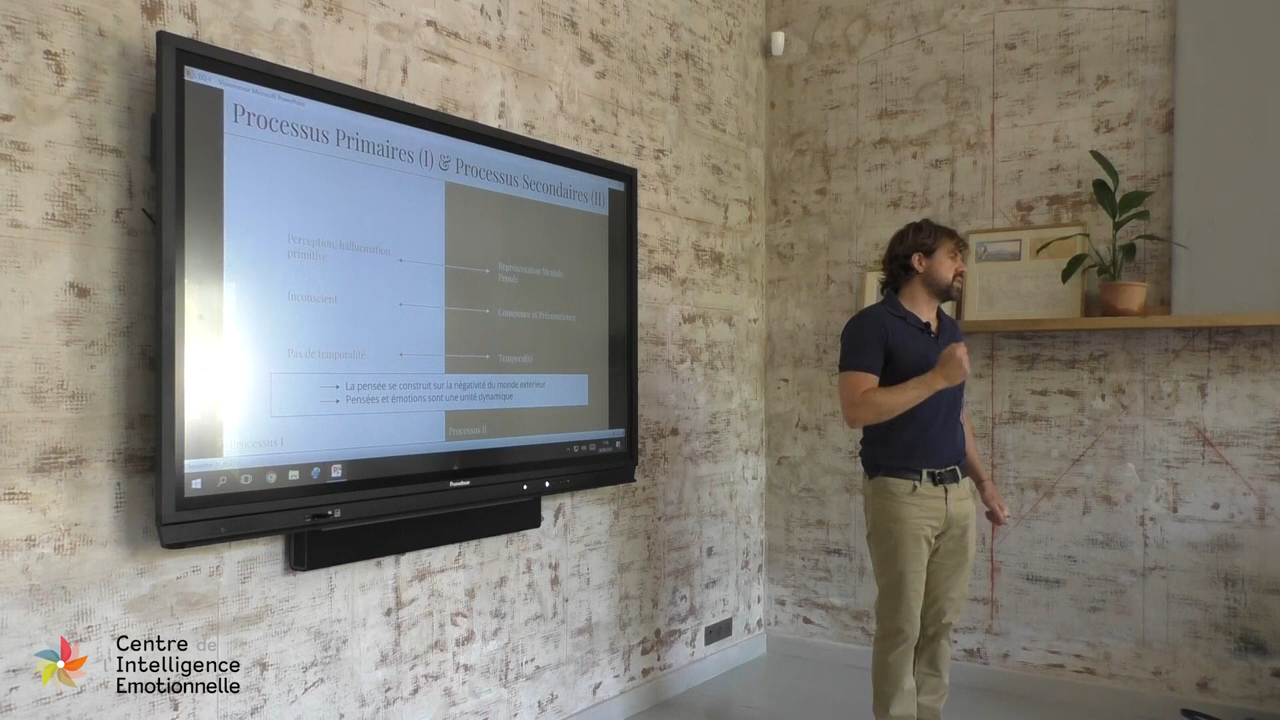 Processus Primaires (I) & Processus Secondaires (II)
Perception, hallucination
primitive
Représentation Mentale,
Pensée
Inconscient
Conscience et Préconscience
Pas de temporalité
Temporalité
→ La pensée se construit sur la négativité du monde extérieur
→ Pensées et émotions sont une unité dynamique
Processus I
Processus II
Promethean
Centre de
l'Intelligence
Emotionnelle